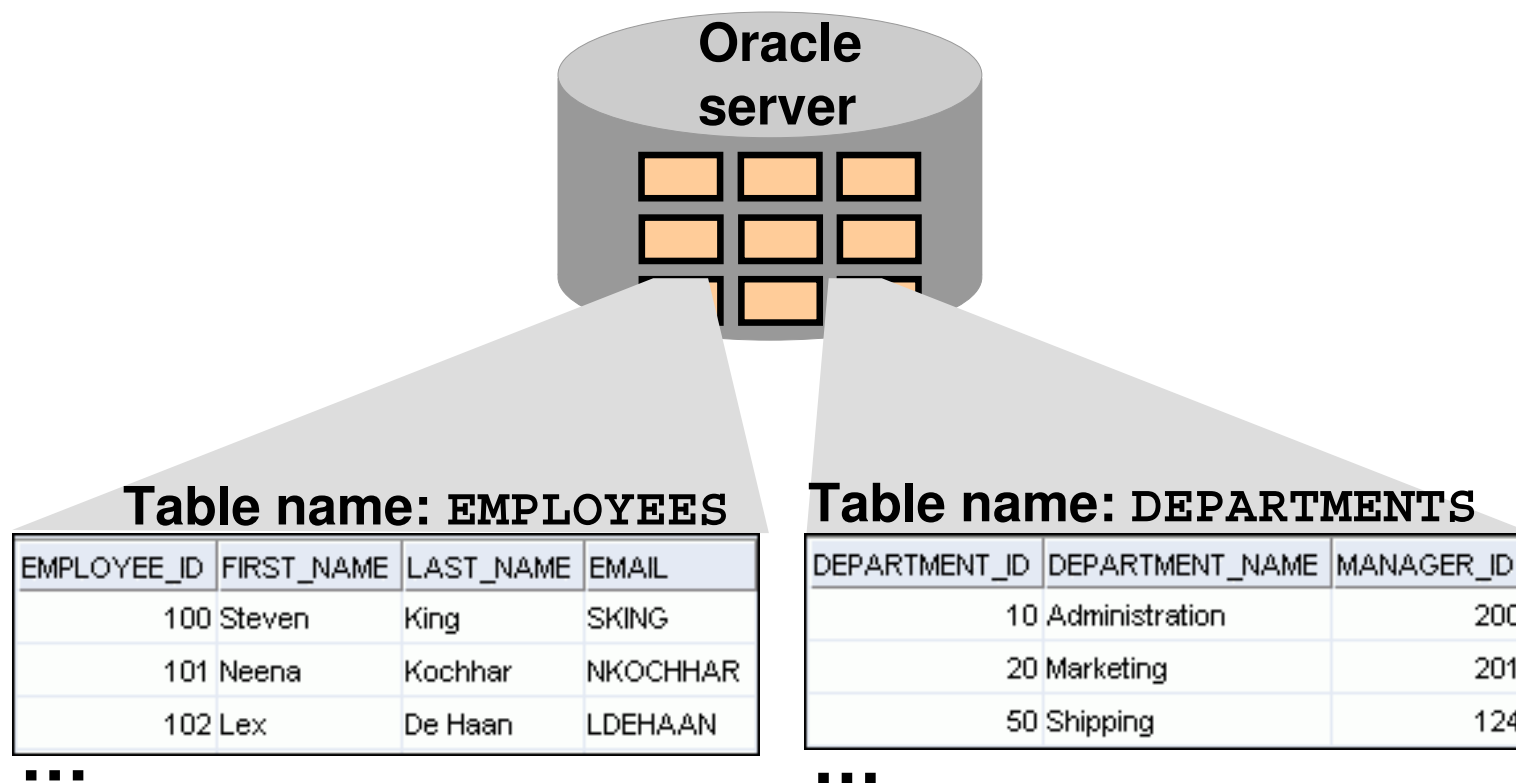 Oracle
server
Table name: EMPLOYEES
EMPLOYEE_ID FIRST_NAME LAST_NAME EMAIL
100 Steven King SKING
101 Neena Kochhar NKOCHHAR
102 Lex De Haan LDEHAAN
...
Table name: DEPARTMENTS
DEPARTMENT_ID DEPARTMENT_NAME MANAGER_ID
10 Administration 200
20 Marketing 201
50 Shipping 124
...